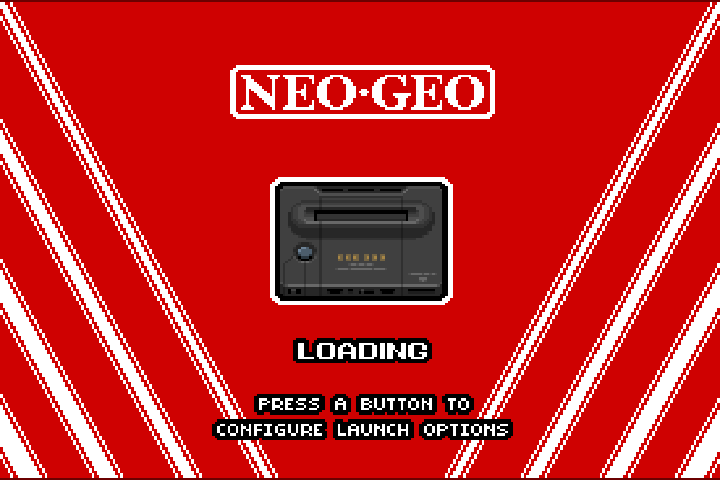 NEO·GEO
LOADING
PRESS A BUTTON TO
CONFIGURE LAUNCH OPTIONS